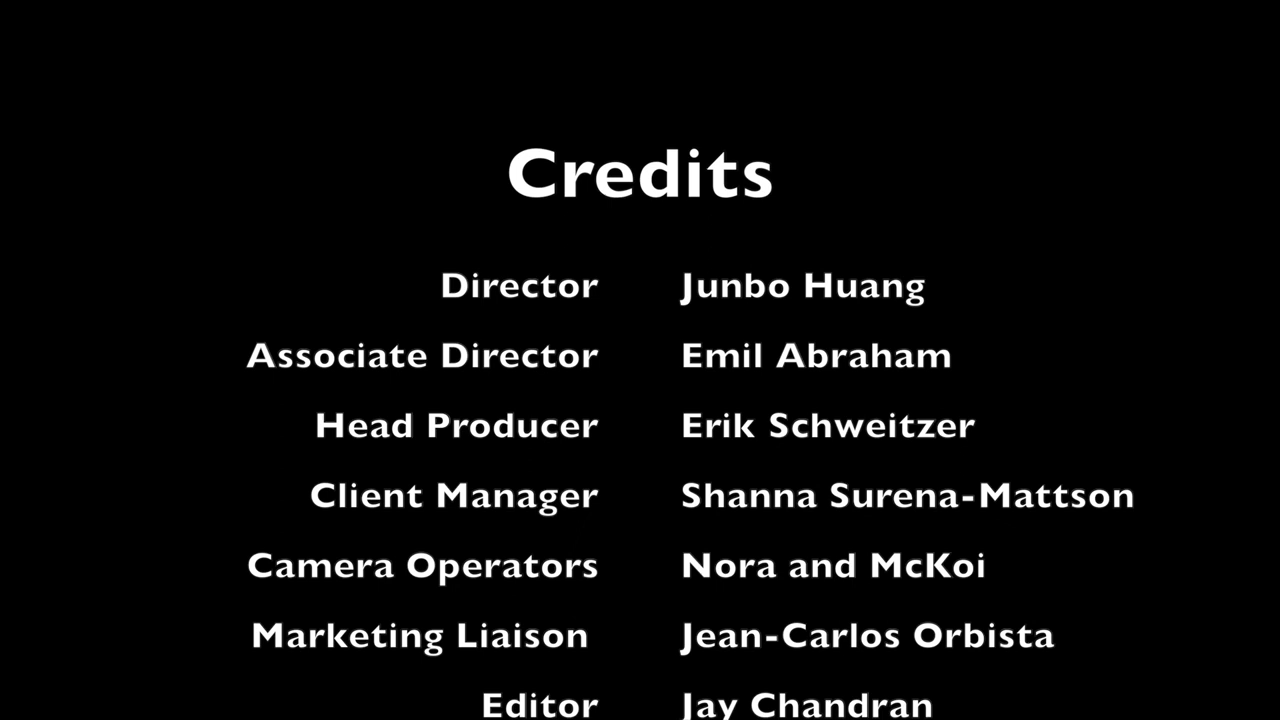 Credits
Director Junbo Huang
Associate Director Emil Abraham
Head Producer Erik Schweitzer
Client Manager Shanna Surena-Mattson
Camera Operators Nora and McKoi
Marketing Liaison Jean-Carlos Orbista
Editor Jay Chandran